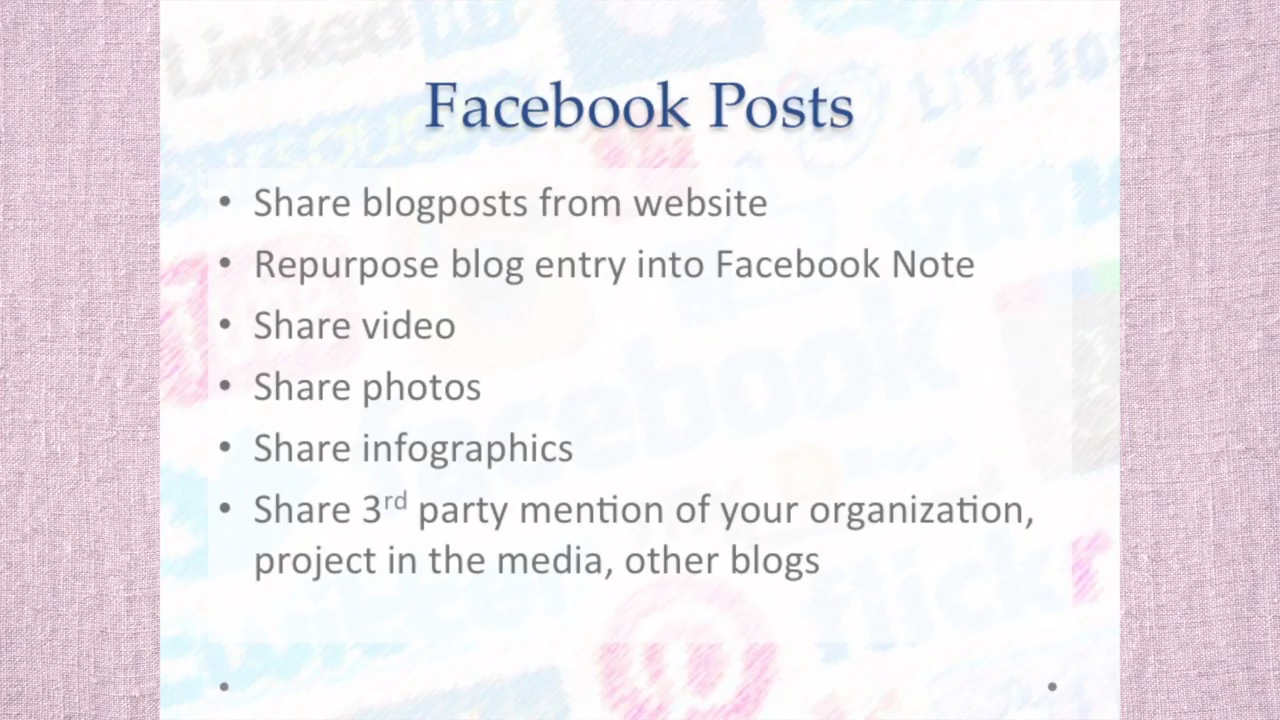 Facebook Posts
• Share blogposts from website
• Repurpose blog entry into Facebook Note
• Share video
• Share photos
• Share infographics
• Share 3rd party mention of your organization,
project in the media, other blogs